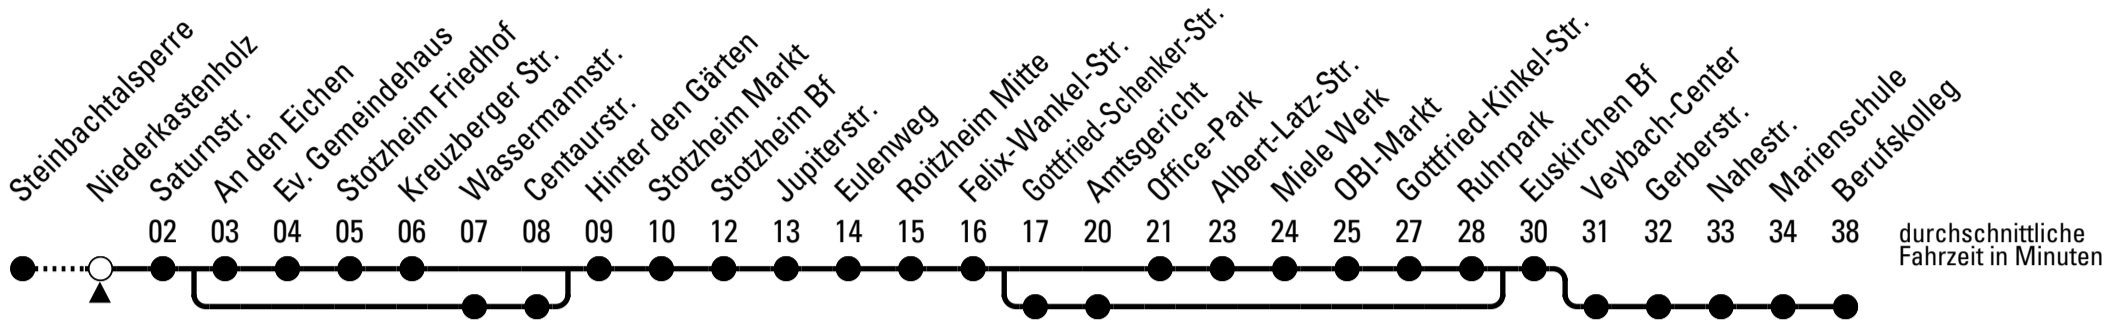 Steinbachtalsperre
Niederkastenholz
Saturnstr.
An den Eichen
Ev. Gemeindehaus
Stotzheim Friedhof
Kreuzberger Str.
Wassermannstr.
Centaurstr.
Hinter den Gärten
Stotzheim Markt
Stotzheim Bf
Jupiterstr.
Eulenweg
Roitzheim Mitte
Felix-Wankel-Str.
Gottfried-Schenker-Str.
Amtsgericht
Office-Park
Albert-Latz-Str.
Miele Werk
OBI-Markt
Gottfried-Kinkel-Str.
Ruhrpark
Euskirchen Bf
Veybach-Center
Gerberstr.
Nahestr.
Marienschule
Berufskolleg
02 03 04 05 06 07 08 09 10 12 13 14 15 16 17 20 21 23 24 25 27 28 30 31 32 33 34 38
durchschnittliche
Fahrzeit in Minuten